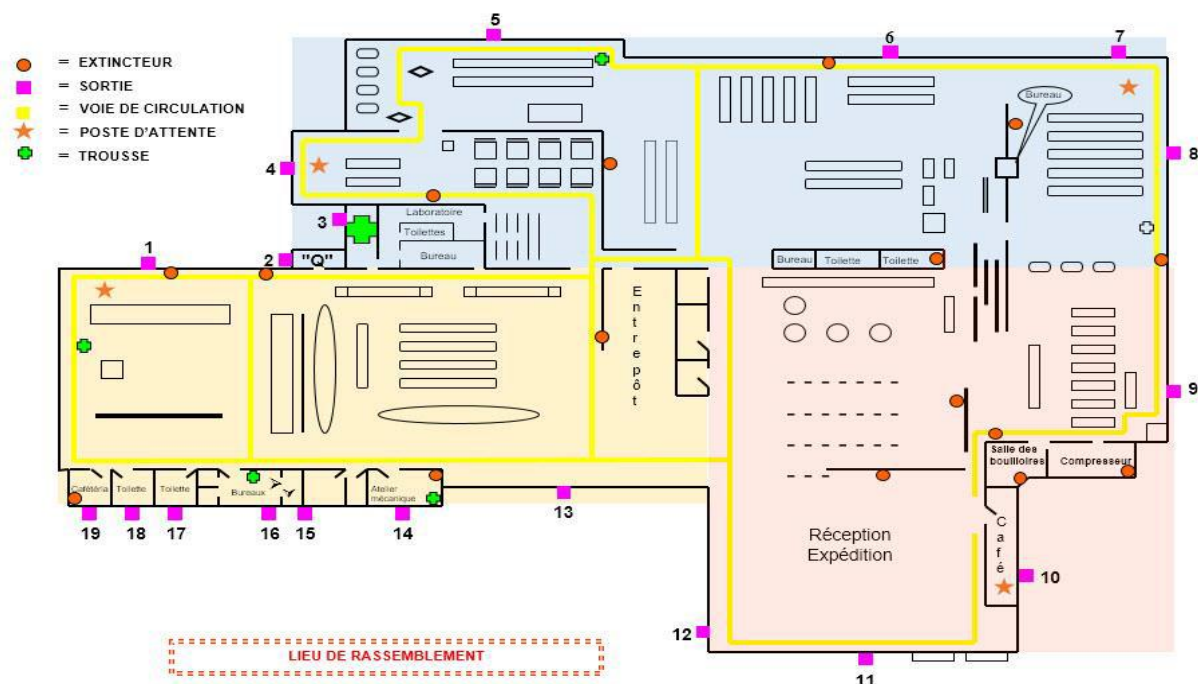 = EXTINCTEUR
= SORTIE
= VOIE DE CIRCULATION
= POSTE D'ATTENTE
= TROUSSE
5
6
7
Bureau
4
8
3
Laboratoire
Toilettes
Bureau
1
2
"Q"
Bureau Toilette Toilette
Entrepôt
9
Salle des
bouilloires
Compresseur
Cafétéria
Toilette
Toilette
Bureaux
Atelier
mécanique
19
18
17
16
15
14
13
Réception
Expédition
Café
10
12
11
LIEU DE RASSEMBLEMENT